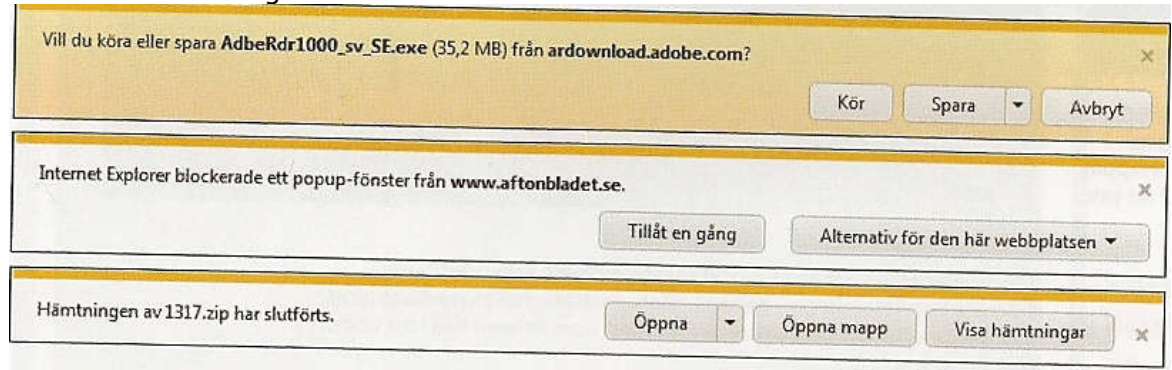 Vill du köra eller spara AdbeRdr1000_sv_SE.exe (35,2 MB) från ardownload.adobe.com?
Kör Spara Avbryt
Internet Explorer blockerade ett popup-fönster från www.aftonbladet.se.
Tillåt en gång Alternativ för den här webbplatsen
Hämtningen av 1317.zip har slutförts. Öppna Öppna mapp Visa hämtningar